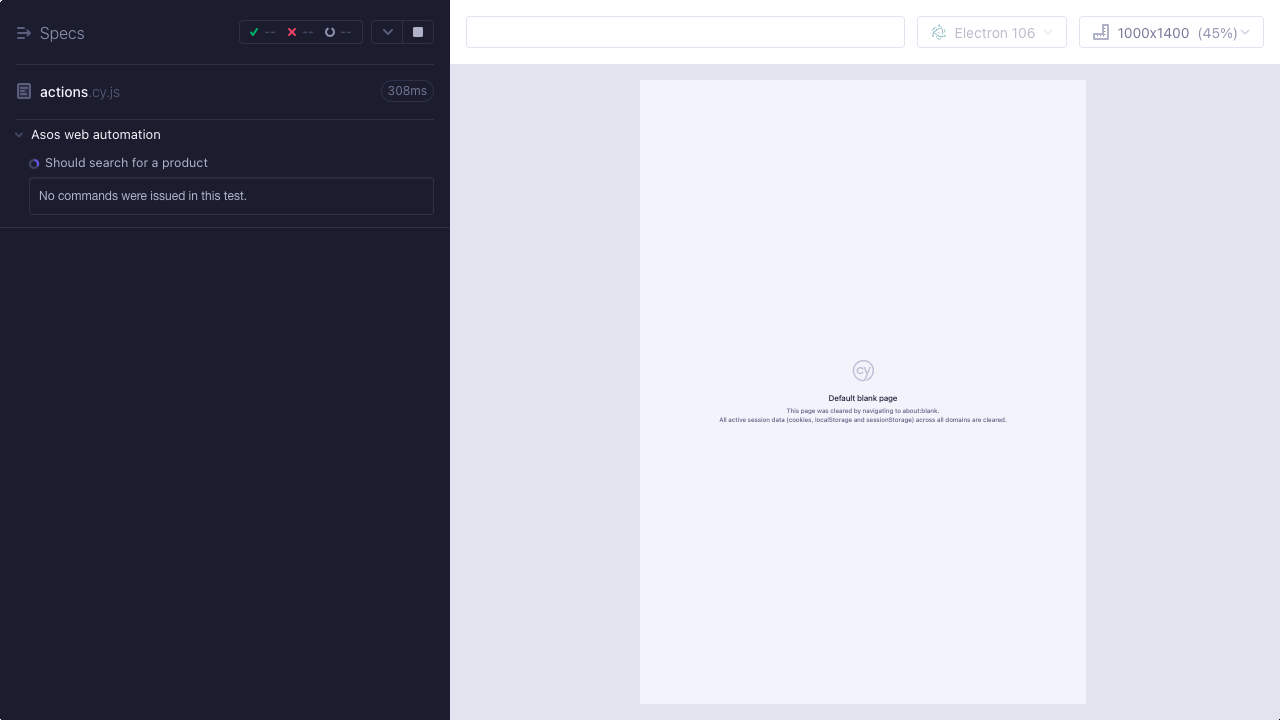 Specs
--
--
--
actions.cy.js
308ms
Asos web automation
Should search for a product
No commands were issued in this test.
Electron 106
1000x1400 (45%)
cy
Default blank page
This page was cleared by navigating to about:blank.
All active session data (cookies, localStorage and sessionStorage) across all domains are cleared.